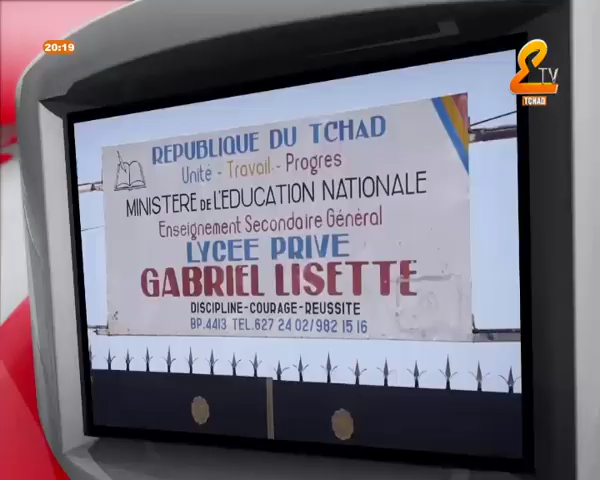 20:19
TV
TCHAD
REPUBLIQUE DU TCHAD
Unité - Travail - Progres
MINISTERE de L'EDUCATION NATIONALE
Enseignement Secondaire Général
LYCEE PRIVE
GABRIEL LISETTE
DISCIPLINE-COURAGE-REUSSITE
BP.4413 TEL.627 24 02/982 15 16